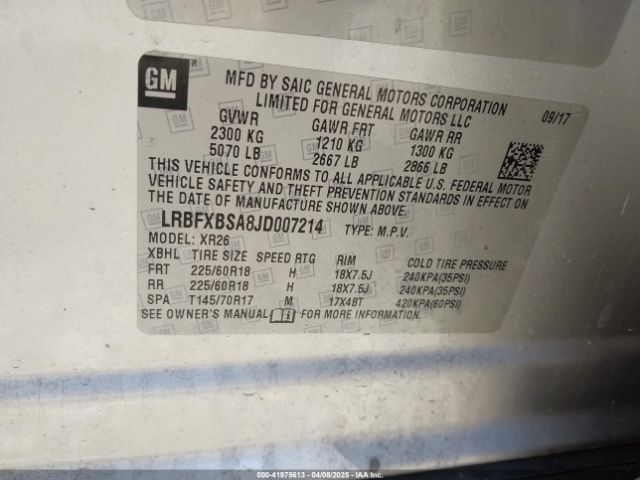 GM
MFD BY SAIC GENERAL MOTORS CORPORATION
LIMITED FOR GENERAL MOTORS LLC
09/17
GVWR GAWR FRT GAWR RR
2300 KG 1210 KG 1300 KG
5070 LB 2667 LB 2866 LB
THIS VEHICLE CONFORMS TO ALL APPLICABLE U.S. FEDERAL MOTOR
VEHICLE SAFETY AND THEFT PREVENTION STANDARDS IN EFFECT ON
THE DATE OF MANUFACTURE SHOWN ABOVE.
LRBFXBSA8JD007214 TYPE: M.P.V.
MODEL: XR26
XBHL TIRE SIZE SPEED RTG RIM COLD TIRE PRESSURE
FRT 225/60R18 H 18X7.5J 240KPA(35PSI)
RR 225/60R18 H 18X7.5J 240KPA(35PSI)
SPA T145/70R17 M 17X4BT 420KPA(60PSI)
SEE OWNER'S MANUAL FOR MORE INFORMATION.
000-41975613 - 04/08/2025 - IAAI.COM